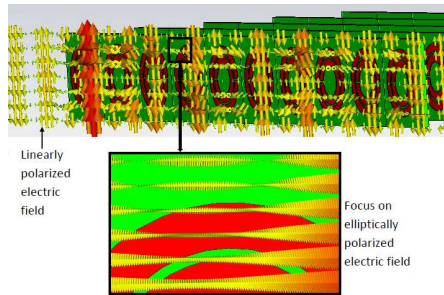 Linearly
polarized
electric
field
Focus on
elliptically
polarized
electric field